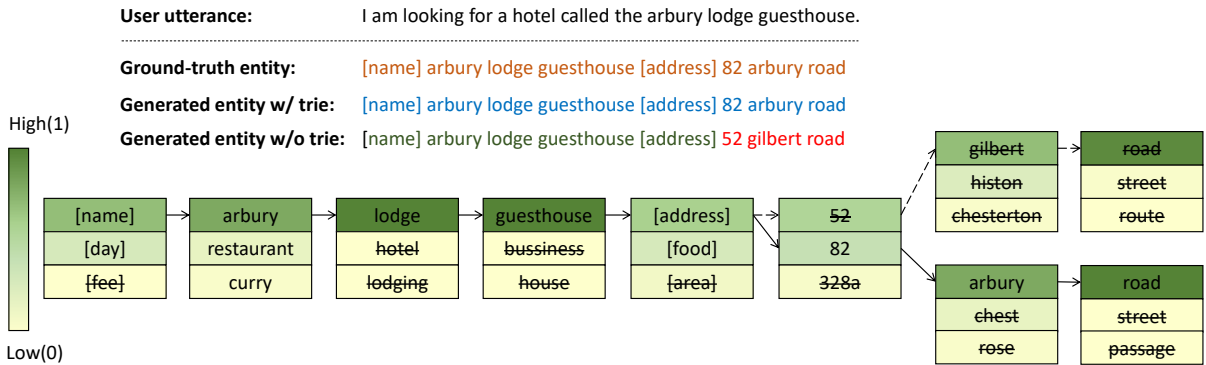 User utterance: I am looking for a hotel called the arbury lodge guesthouse.
Ground-truth entity: [name] arbury lodge guesthouse [address] 82 arbury road
Generated entity w/ trie: [name] arbury lodge guesthouse [address] 82 arbury road
Generated entity w/o trie: [name] arbury lodge guesthouse [address] 52 gilbert road
High(1)
Low(0)
[name] arbury lodge guesthouse [address] 52
[day] restaurant hotel bussiness [food] 82
[fee] curry lodging house [area] 328a
gilbert road
histon street
chesterton route
arbury road
chest street
rose passage